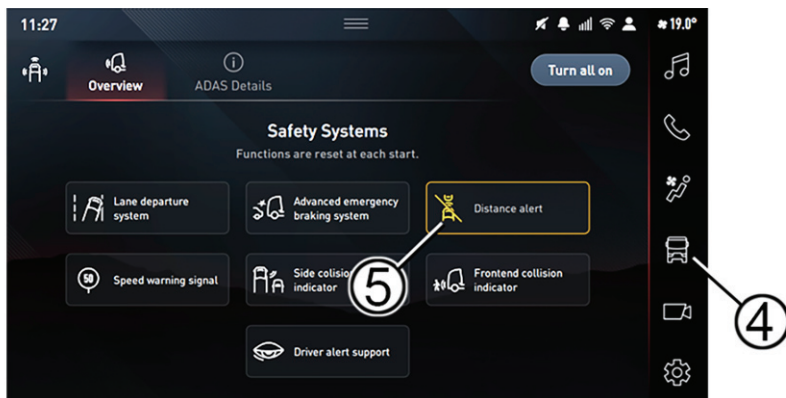 11:27
19.0°
Overview
ADAS Details
Turn all on
Safety Systems
Functions are reset at each start.
Lane departure
system
Advanced emergency
braking system
Distance alert
50
Speed warning signal
Side colisio
indicator
Frontend collision
indicator
Driver alert support
5
4